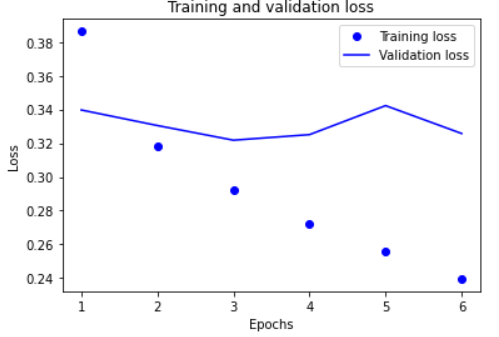 Training and validation loss
Training loss
Validation loss
0.38
0.36
0.34
0.32
0.30
0.28
0.26
0.24
Loss
1 2 3 4 5 6
Epochs